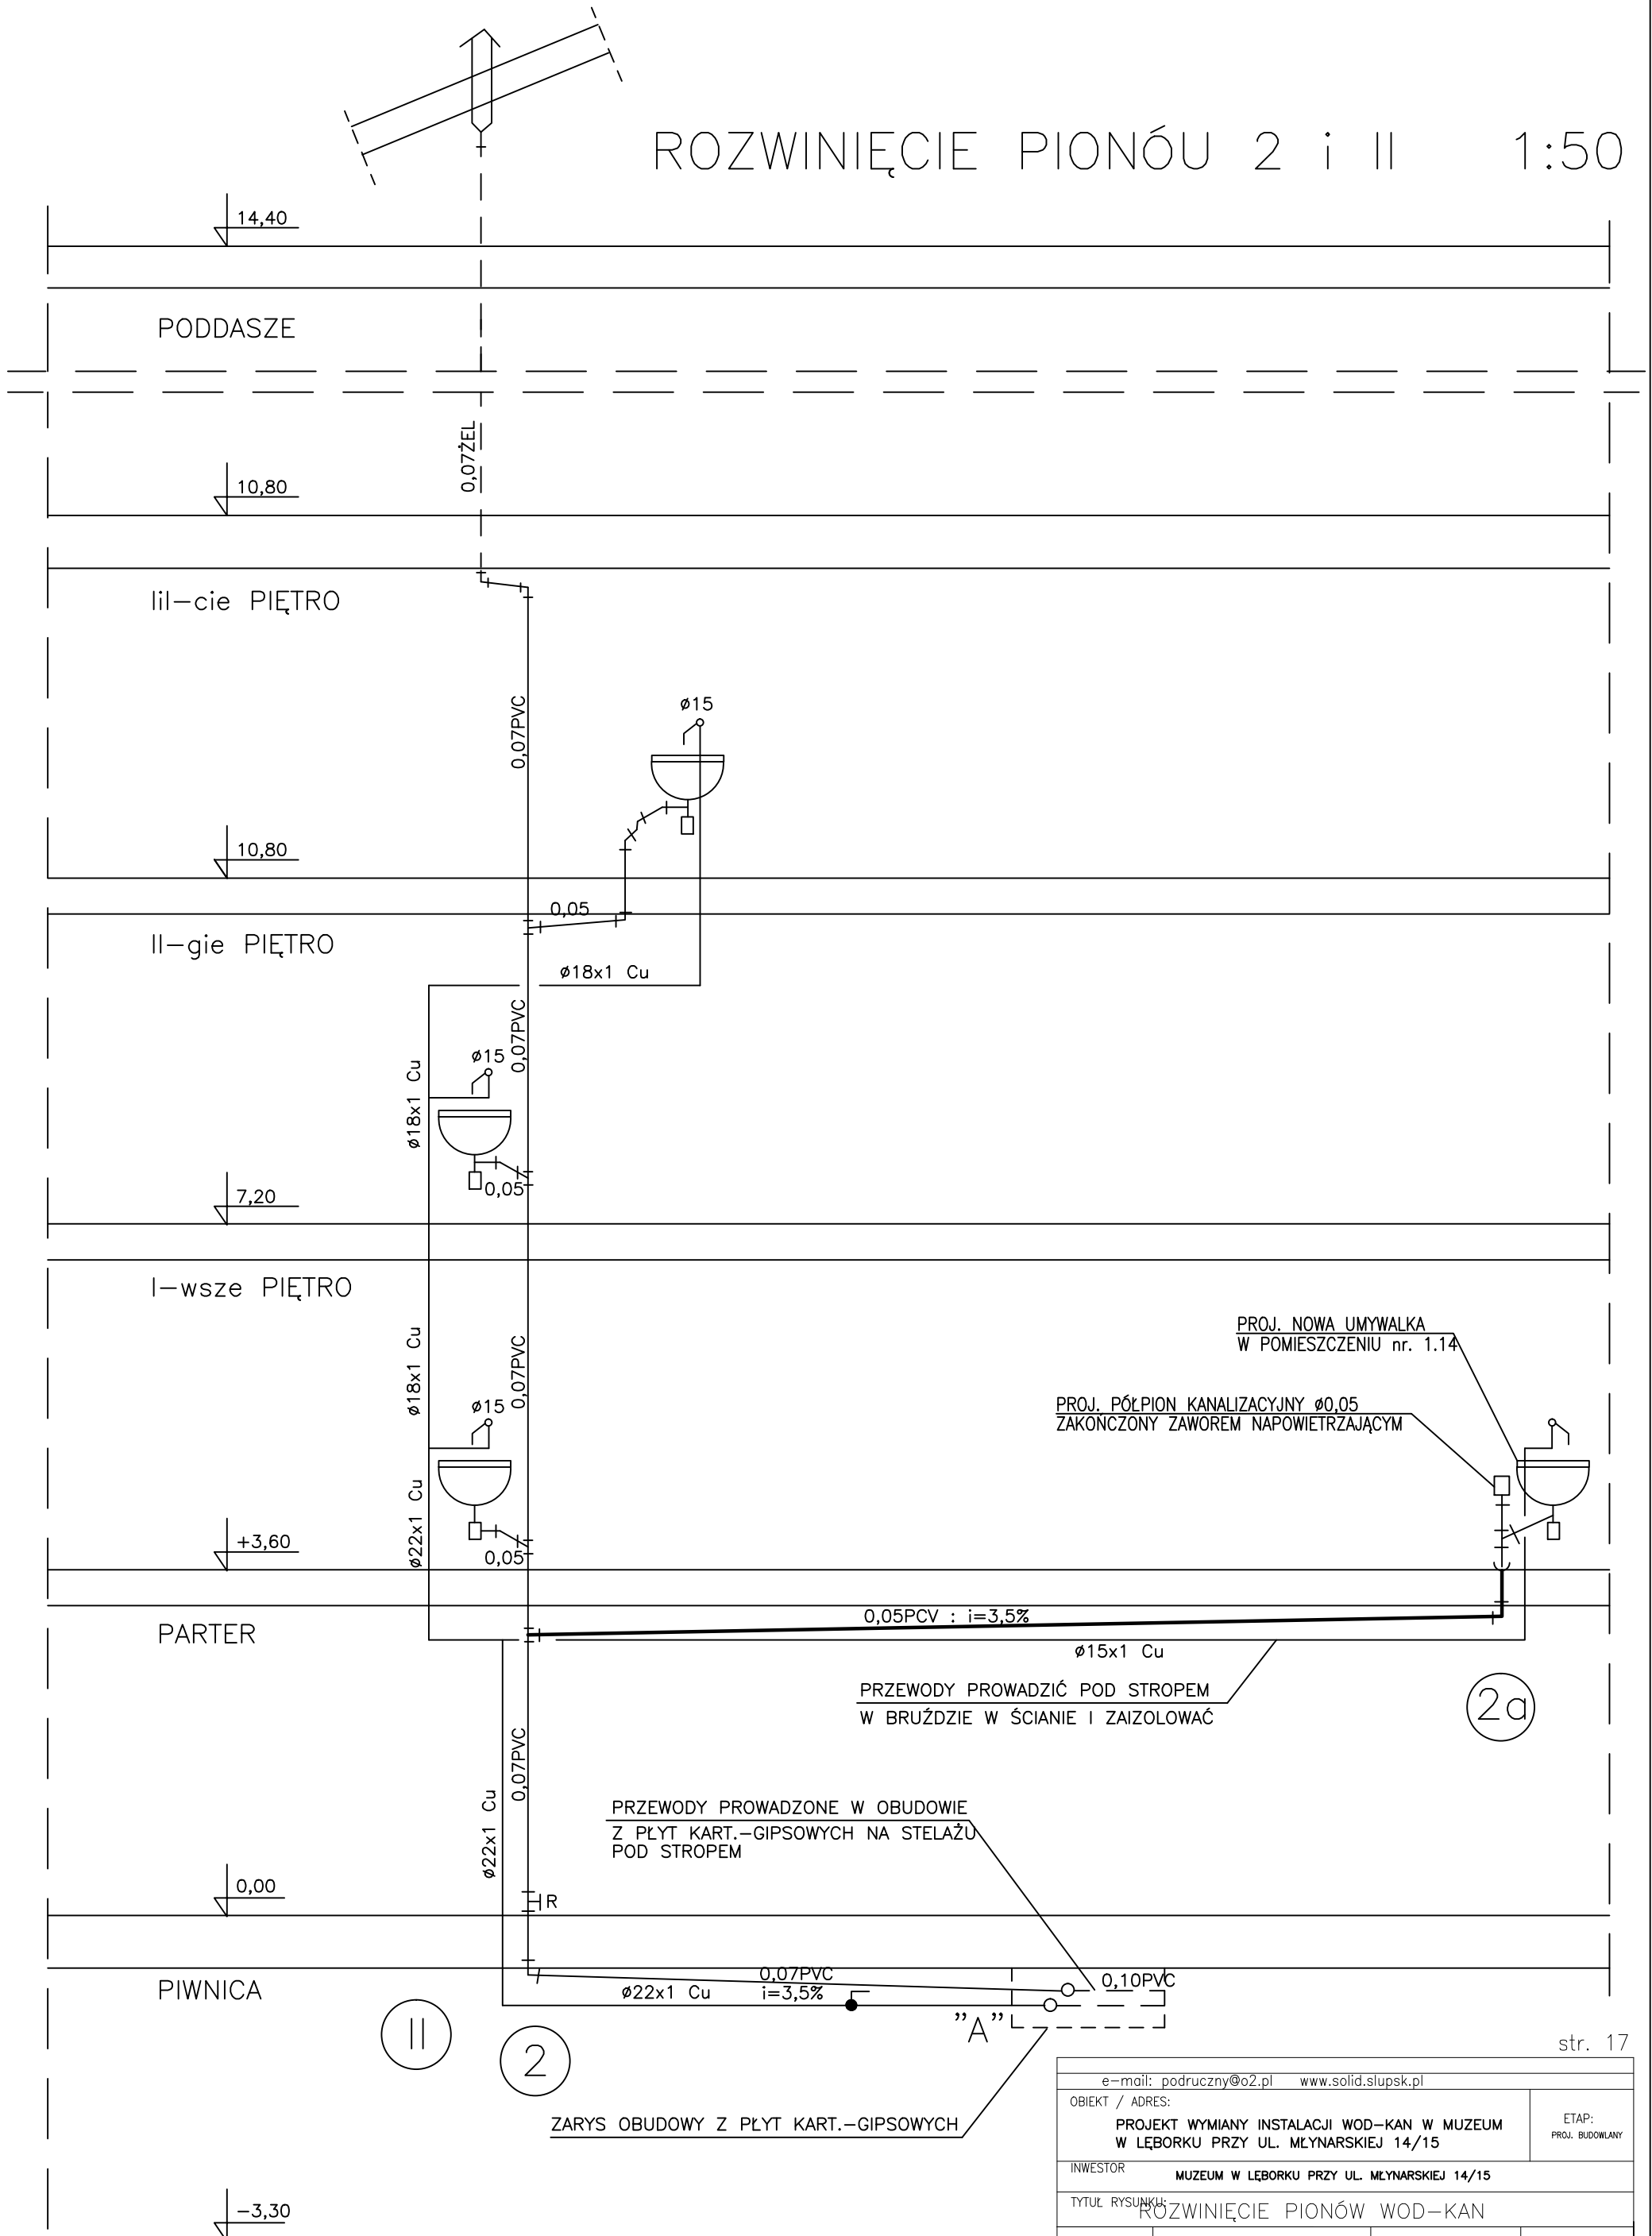 ROZWINIĘCIE PIONÓU 2 i II 1:50
14,40
PODDASZE
0,07ŻEL
10,80
IiI-cie PIĘTRO
0,07PVC
ø15
10,80
0,05
II-gie PIĘTRO
ø18x1 Cu
0,07PVC
ø15
ø18x1 Cu
0,05
7,20
I-wsze PIĘTRO
PROJ. NOWA UMYWALKA
W POMIESZCZENIU nr. 1.14
ø18x1 Cu
0,07PVC
ø15
PROJ. PÓŁPION KANALIZACYJNY ø0,05
ZAKOŃCZONY ZAWOREM NAPOWIETRZAJĄCYM
ø22x1 Cu
+3,60
0,05
PARTER
0,05PCV : i=3,5%
ø15x1 Cu
PRZEWODY PROWADZIĆ POD STROPEM
W BRUŹDZIE W ŚCIANIE I ZAIZOLOWAĆ
2a
0,07PVC
ø22x1 Cu
PRZEWODY PROWADZONE W OBUDOWIE
Z PŁYT KART.-GIPSOWYCH NA STELAŻU
POD STROPEM
0,00
R
PIWNICA
0,07PVC
ø22x1 Cu i=3,5%
0,10PVC
"A"
II
2
ZARYS OBUDOWY Z PŁYT KART.-GIPSOWYCH
-3,30
str. 17
e-mail: podruczny@o2.pl www.solid.slupsk.pl
OBIEKT / ADRES:
PROJEKT WYMIANY INSTALACJI WOD-KAN W MUZEUM
W LĘBORKU PRZY UL. MŁYNARSKIEJ 14/15
ETAP:
PROJ. BUDOWLANY
INWESTOR
MUZEUM W LĘBORKU PRZY UL. MŁYNARSKIEJ 14/15
TYTUŁ RYSUNKU:
ROZWINIĘCIE PIONÓW WOD-KAN